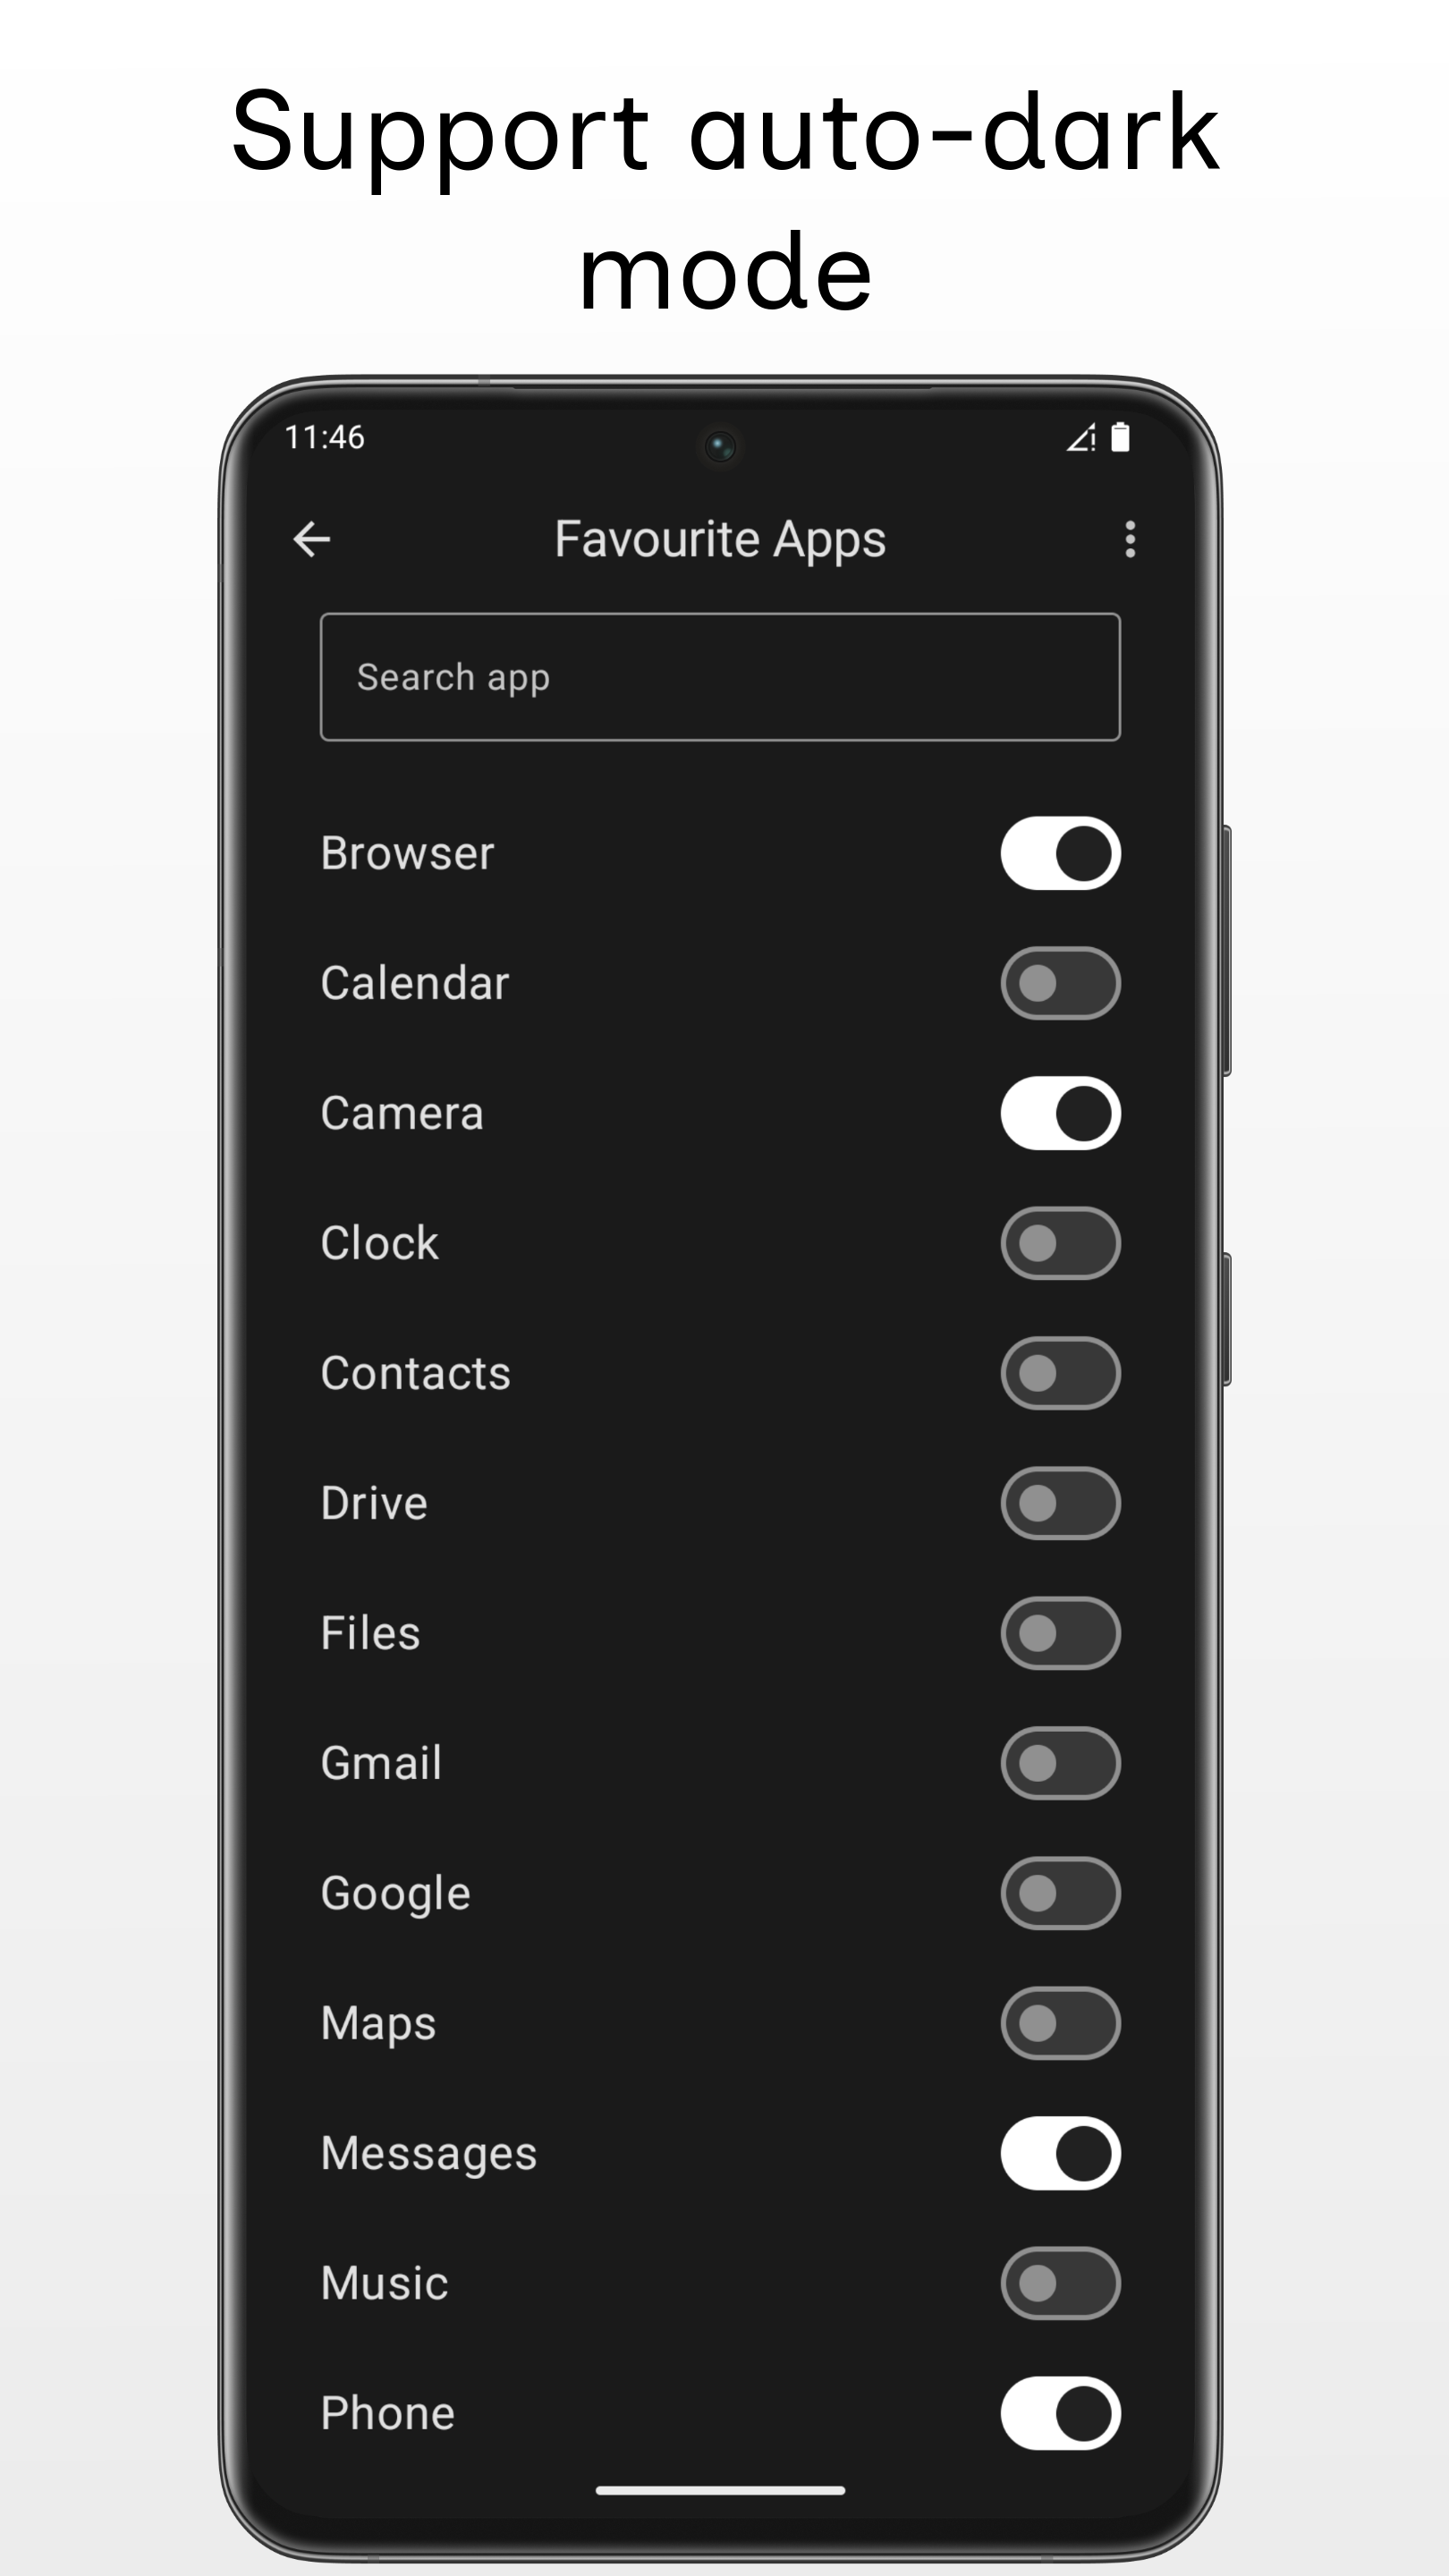 Support auto-dark
mode
11:46
Favourite Apps
Search app
Browser
Calendar
Camera
Clock
Contacts
Drive
Files
Gmail
Google
Maps
Messages
Music
Phone